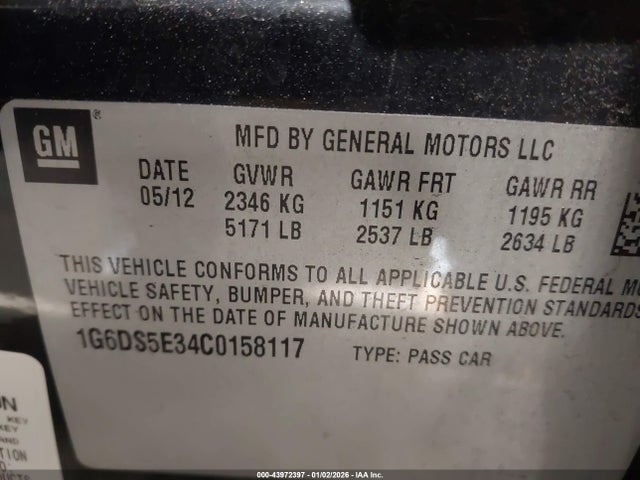 GM®
MFD BY GENERAL MOTORS LLC
DATE GVWR GAWR FRT GAWR RR
05/12 2346 KG 1151 KG 1195 KG
5171 LB 2537 LB 2634 LB
THIS VEHICLE CONFORMS TO ALL APPLICABLE U.S. FEDERAL
VEHICLE SAFETY, BUMPER, AND THEFT PREVENTION STANDARDS
EFFECT ON THE DATE OF MANUFACTURE SHOWN ABOVE.
1G6DS5E34C0158117 TYPE: PASS CAR
KEY
AND
000-43972397 - 01/02/2026 - IAA Inc.